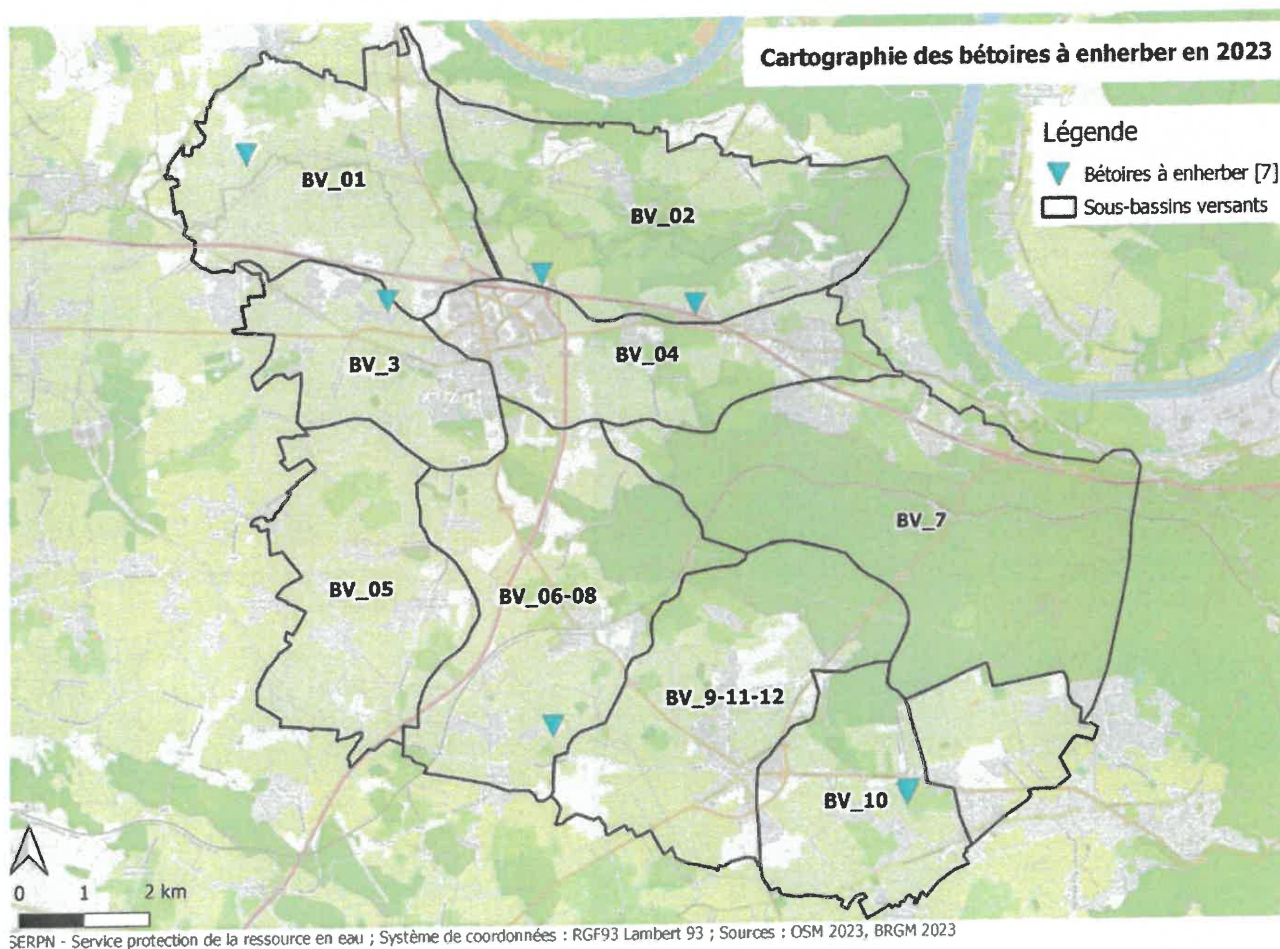 Cartographie des bétoires à enherber en 2023
Légende
Bétoires à enherber [7]
Sous-bassins versants
BV_01
BV_02
BV_3
BV_04
BV_7
BV_05
BV_06-08
BV_9-11-12
BV_10
0 1 2 km
SERPN - Service protection de la ressource en eau ; Système de coordonnées : RGF93 Lambert 93 ; Sources : OSM 2023, BRGM 2023